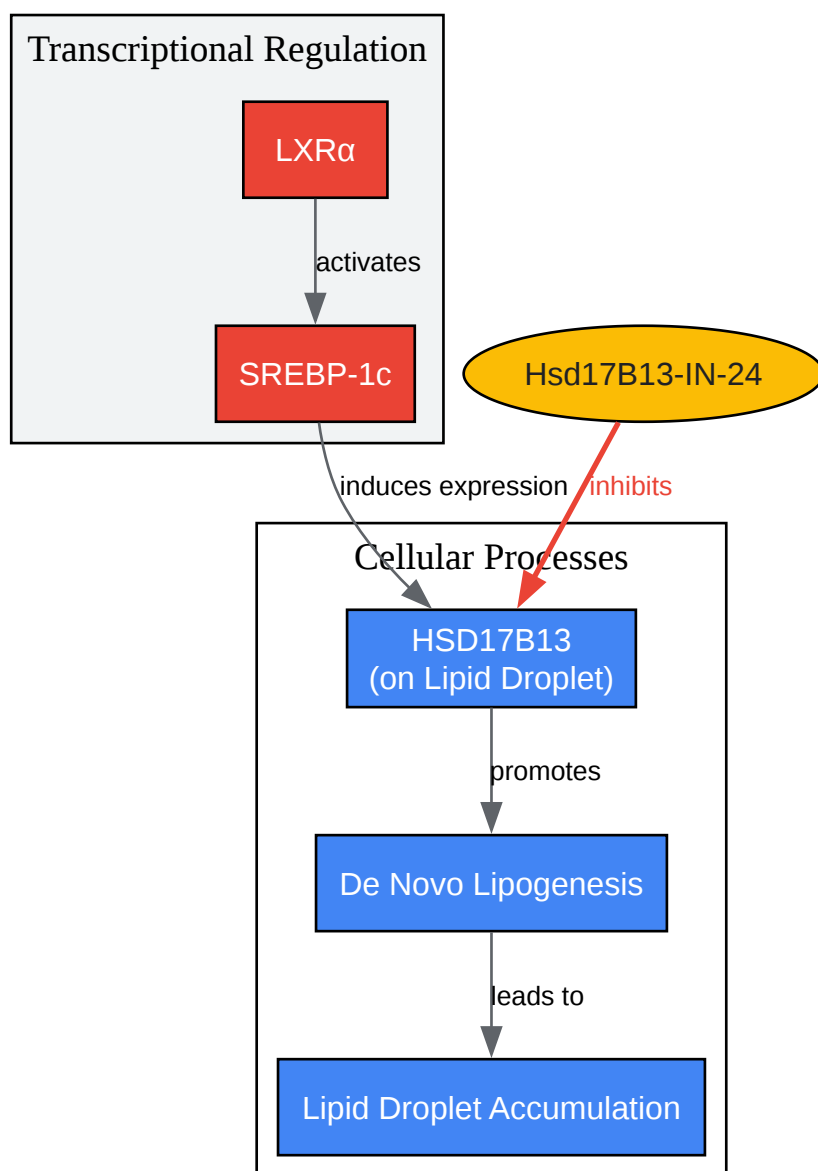 Transcriptional Regulation
LXRα
activates
SREBP-1c
Hsd17B13-IN-24
induces expression
inhibits
Cellular Processes
HSD17B13
(on Lipid Droplet)
promotes
De Novo Lipogenesis
leads to
Lipid Droplet Accumulation